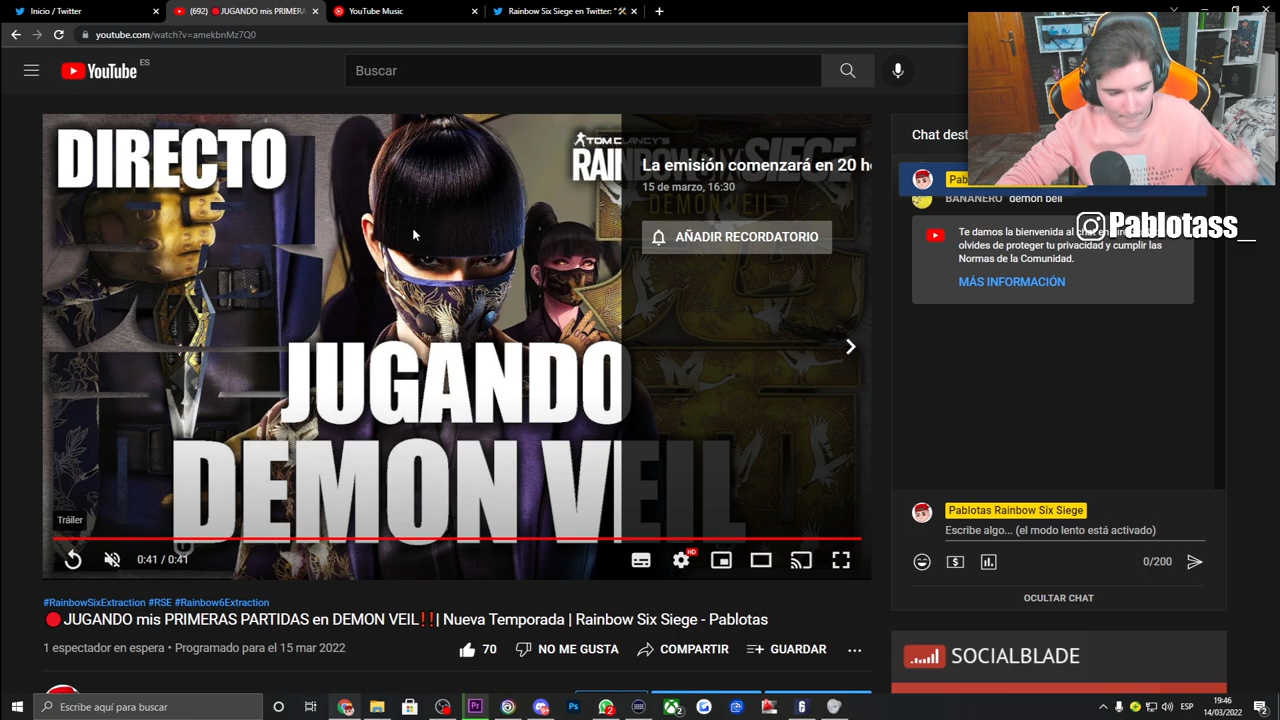 Inicio / Twitter
(692) 🔴JUGANDO mis PRIMERA
YouTube Music
Rainbow Six Siege en Twitter: "🛠
youtube.com/watch?v=amekbnMz7Q0
YouTube ES
Buscar
DIRECTO
TOM CLANCY'S
La emisión comenzará en 20 h
15 de marzo, 16:30
DEMON VEIL
AÑADIR RECORDATORIO
JUGANDO
DEMON VEIL
Tráiler
0:41 / 0:41
HD
#RainbowSixExtraction #RSE #Rainbow6Extraction
🔴JUGANDO mis PRIMERAS PARTIDAS en DEMON VEIL‼️| Nueva Temporada | Rainbow Six Siege - Pablotas
1 espectador en espera • Programado para el 15 mar 2022
70
NO ME GUSTA
COMPARTIR
GUARDAR
Chat dest
Pab
BANANERO demon beil
Pablotass_
Te damos la bienvenida al chat en
olvides de proteger tu privacidad y cumplir las
Normas de la Comunidad.
MÁS INFORMACIÓN
Pablotas Rainbow Six Siege
Escribe algo... (el modo lento está activado)
0/200
OCULTAR CHAT
SOCIALBLADE
Escribe aquí para buscar
ESP
19:46
14/03/2022
2